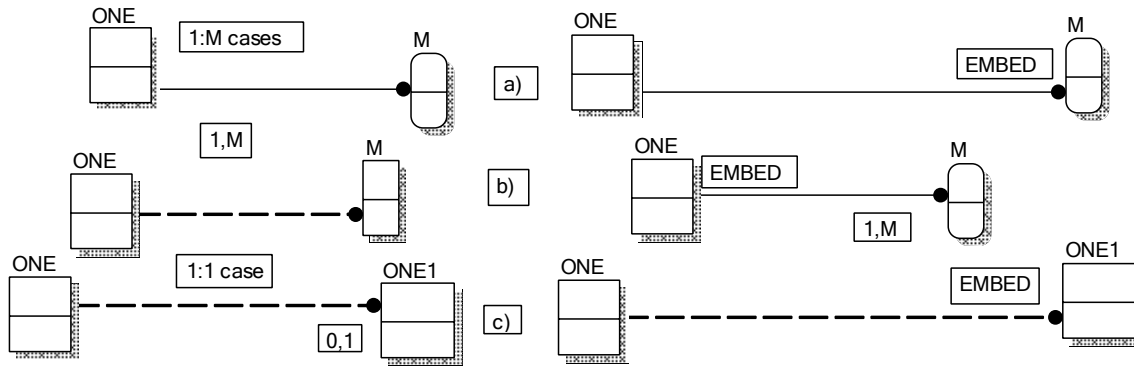 ONE
1:M cases
M
a)
ONE
EMBED
M
1,M
ONE
M
b)
ONE
EMBED
M
1,M
ONE
1:1 case
ONE1
0,1
c)
ONE
EMBED
ONE1